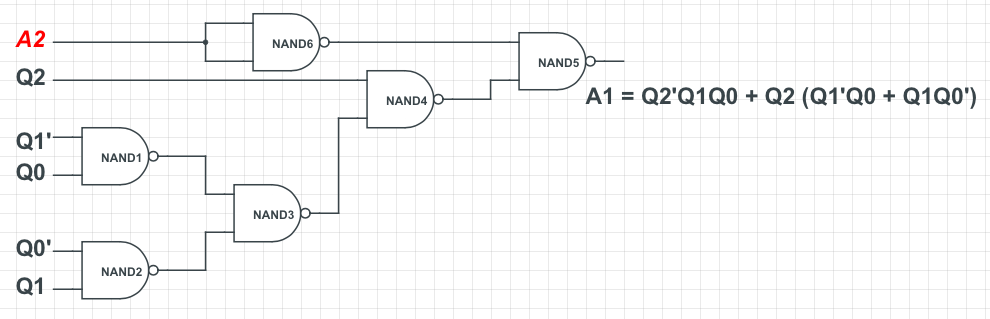 A2
NAND6
NAND5
Q2
NAND4
A1 = Q2'Q1Q0 + Q2 (Q1'Q0 + Q1Q0')
Q1'
NAND1
Q0
NAND3
Q0'
NAND2
Q1